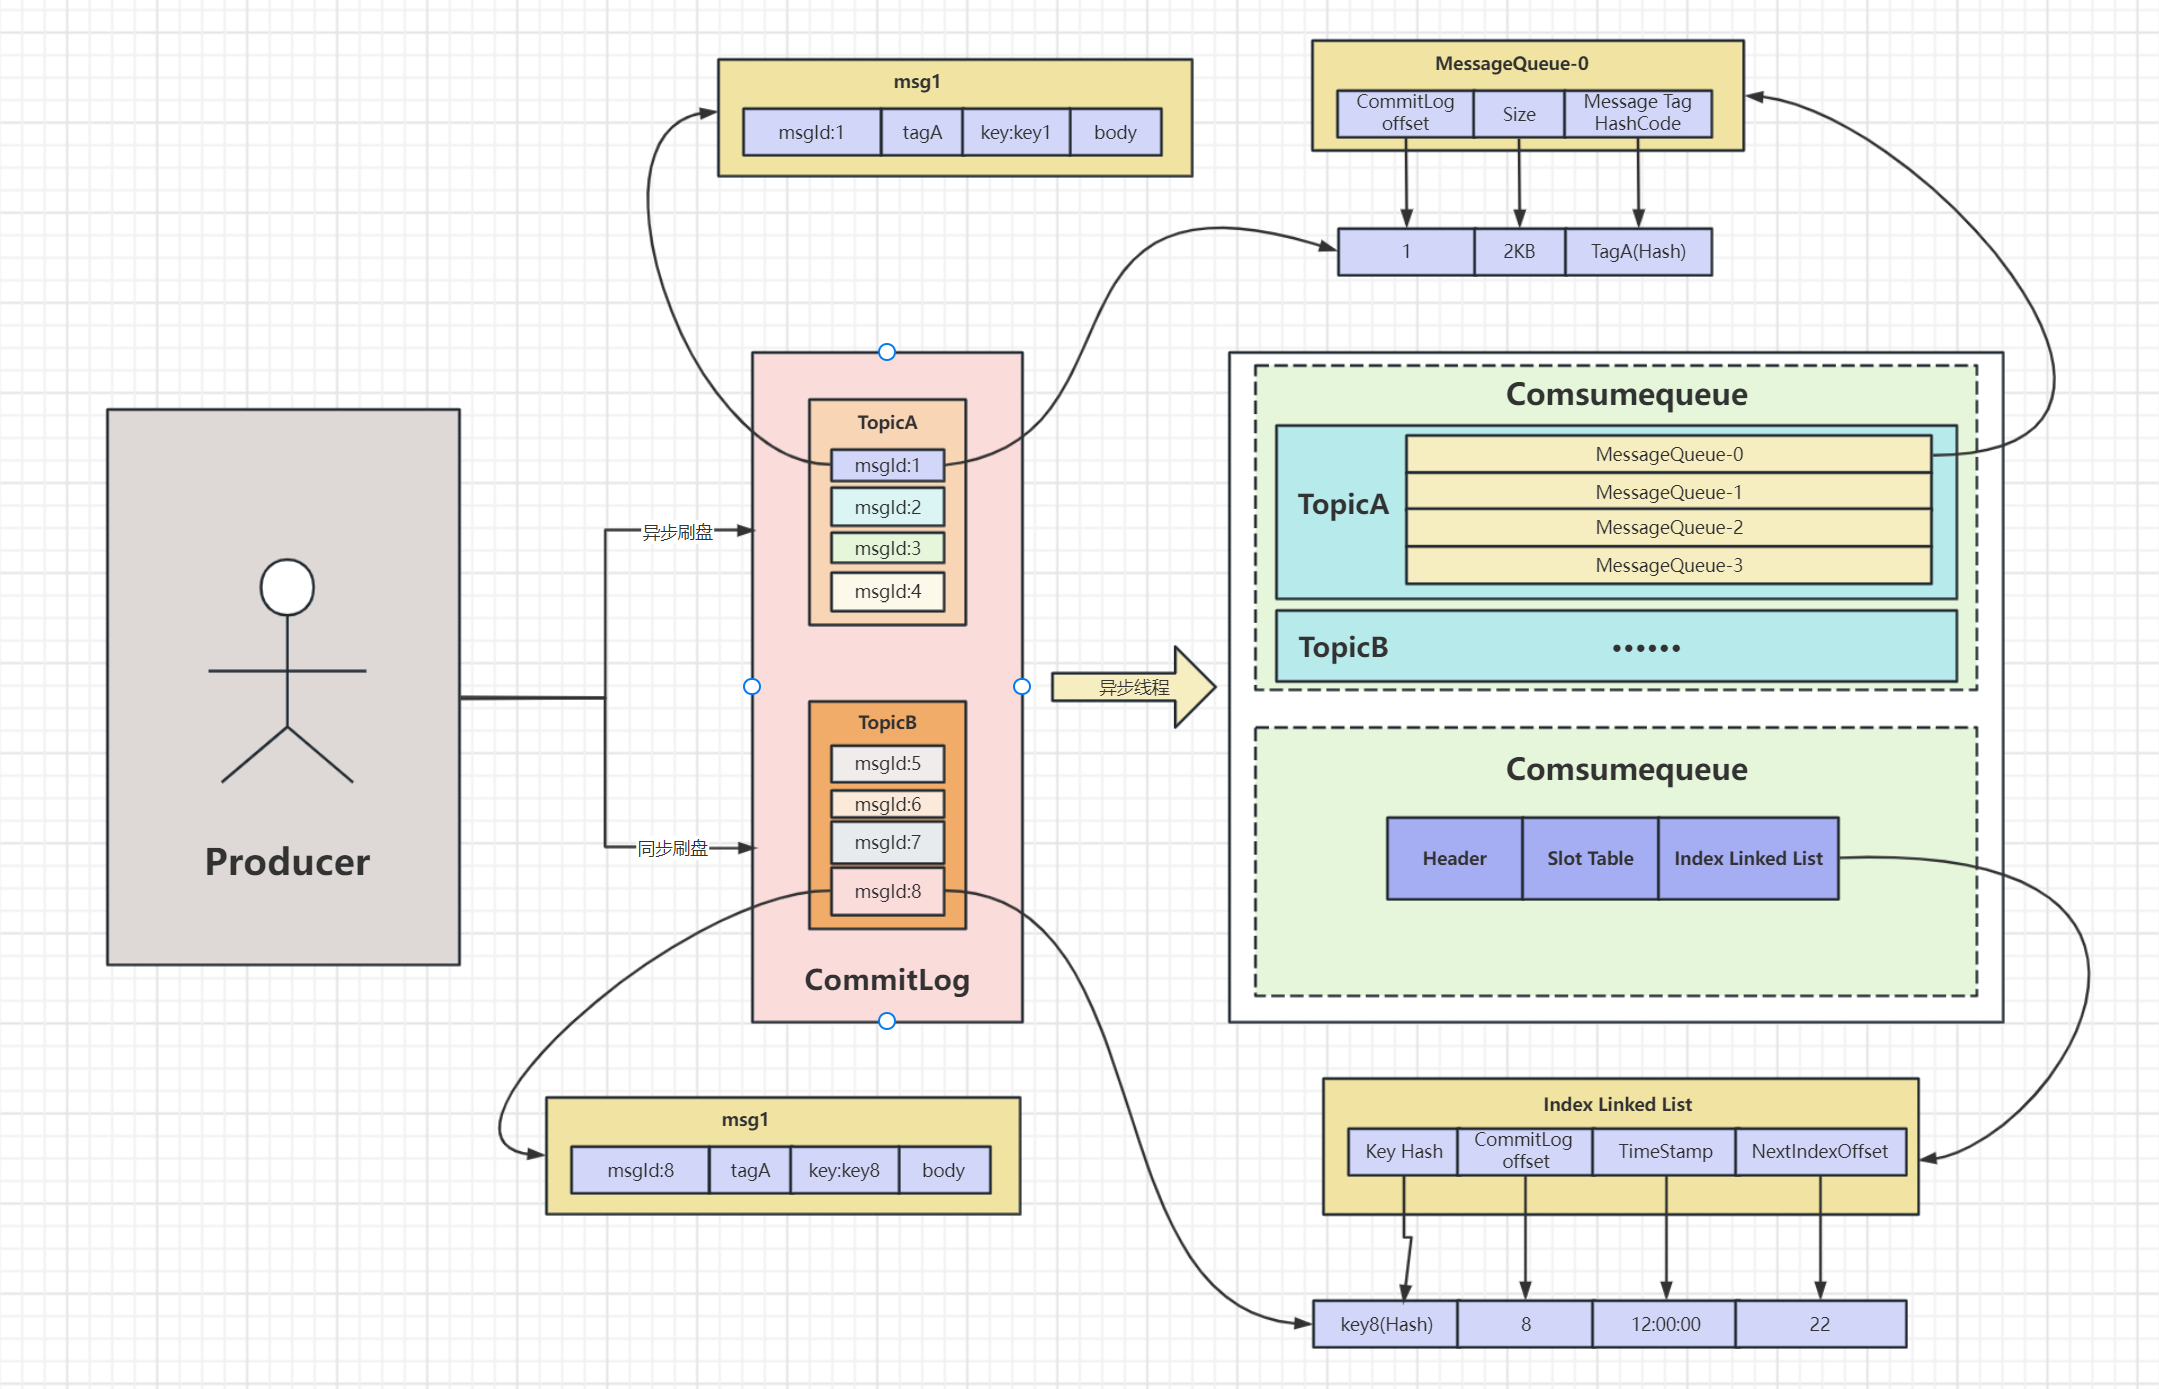 msg1
msgId:1
tagA
key:key1
body
MessageQueue-0
CommitLog
offset
Size
Message Tag
HashCode
1
2KB
TagA(Hash)
Producer
异步刷盘
同步刷盘
TopicA
msgId:1
msgId:2
msgId:3
msgId:4
TopicB
msgId:5
msgId:6
msgId:7
msgId:8
CommitLog
异步线程
Comsumequeue
TopicA
MessageQueue-0
MessageQueue-1
MessageQueue-2
MessageQueue-3
TopicB
••••••
Comsumequeue
Header
Slot Table
Index Linked List
msg1
msgId:8
tagA
key:key8
body
Index Linked List
Key Hash
CommitLog
offset
TimeStamp
NextIndexOffset
key8(Hash)
8
12:00:00
22